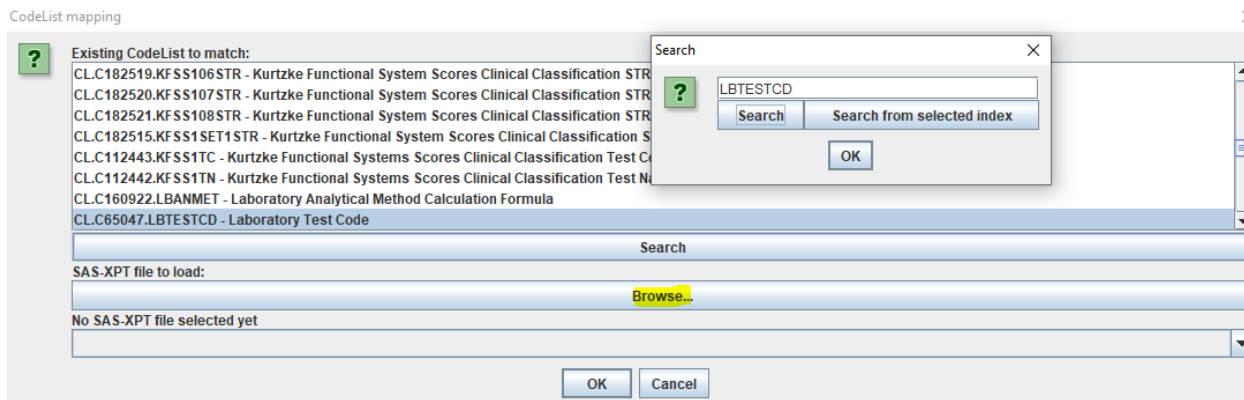 CodeList mapping
Existing CodeList to match:
CL.C182519.KFSS106STR - Kurtzke Functional System Scores Clinical Classification STR
CL.C182520.KFSS107STR - Kurtzke Functional System Scores Clinical Classification STR
CL.C182521.KFSS108STR - Kurtzke Functional System Scores Clinical Classification STR
CL.C182515.KFSS1SET1STR - Kurtzke Functional System Scores Clinical Classification S
CL.C112443.KFSS1TC - Kurtzke Functional Systems Scores Clinical Classification Test Co
CL.C112442.KFSS1TN - Kurtzke Functional Systems Scores Clinical Classification Test Na
CL.C160922.LBANMET - Laboratory Analytical Method Calculation Formula
CL.C65047.LBTESTCD - Laboratory Test Code
Search
SAS-XPT file to load:
Browse...
No SAS-XPT file selected yet
OK Cancel
Search
LBTESTCD
Search Search from selected index
OK